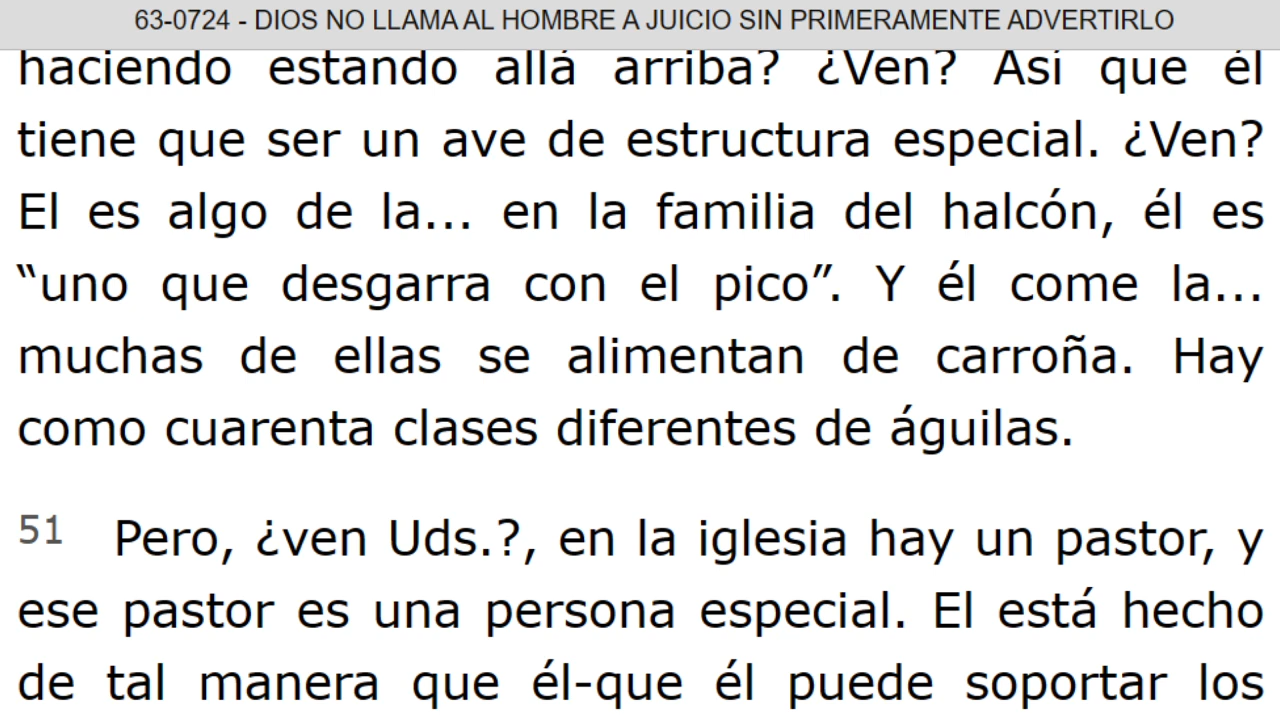 63-0724 - DIOS NO LLAMA AL HOMBRE A JUICIO SIN PRIMERAMENTE ADVERTIRLO
haciendo estando allá arriba? ¿Ven? Así que él
tiene que ser un ave de estructura especial. ¿Ven?
El es algo de la... en la familia del halcón, él es
“uno que desgarra con el pico”. Y él come la...
muchas de ellas se alimentan de carroña. Hay
como cuarenta clases diferentes de águilas.
51 Pero, ¿ven Uds.?, en la iglesia hay un pastor, y
ese pastor es una persona especial. El está hecho
de tal manera que él-que él puede soportar los